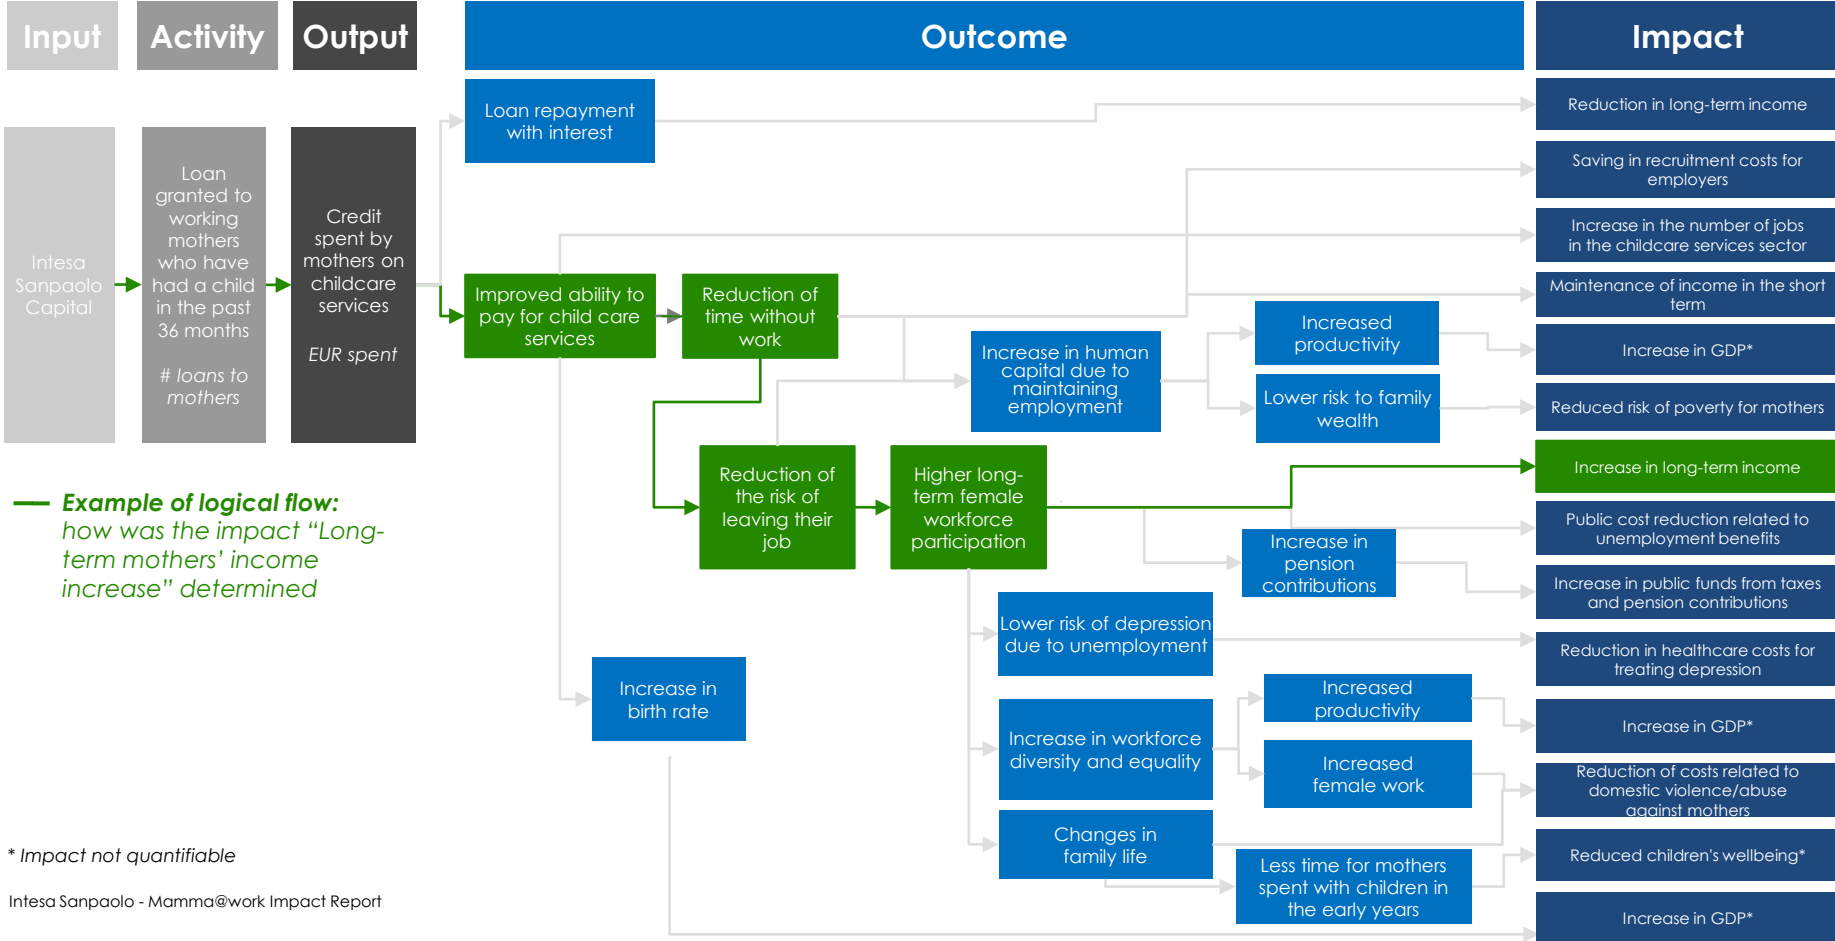 Input
Activity
Output
Outcome
Impact
Intesa
Sanpaolo
Capital
Loan
granted to
working
mothers
who have
had a child
in the past
36 months
# loans to
mothers
Credit
spent by
mothers on
childcare
services
EUR spent
Loan repayment
with interest
Improved ability to
pay for child care
services
Reduction of
time without
work
Increase in human
capital due to
maintaining
employment
Increased
productivity
Lower risk to family
wealth
Reduction of
the risk of
leaving their
job
Higher long-
term female
workforce
participation
Increase in
pension
contributions
Lower risk of depression
due to unemployment
Increase in
birth rate
Increase in workforce
diversity and equality
Increased
productivity
Increased
female work
Changes in
family life
Less time for mothers
spent with children in
the early years
Reduction in long-term income
Saving in recruitment costs for
employers
Increase in the number of jobs
in the childcare services sector
Maintenance of income in the short
term
Increase in GDP*
Reduced risk of poverty for mothers
Increase in long-term income
Public cost reduction related to
unemployment benefits
Increase in public funds from taxes
and pension contributions
Reduction in healthcare costs for
treating depression
Increase in GDP*
Reduction of costs related to
domestic violence/abuse
against mothers
Reduced children's wellbeing*
Increase in GDP*
Example of logical flow:
how was the impact “Long-
term mothers’ income
increase” determined
* Impact not quantifiable
Intesa Sanpaolo - Mamma@work Impact Report